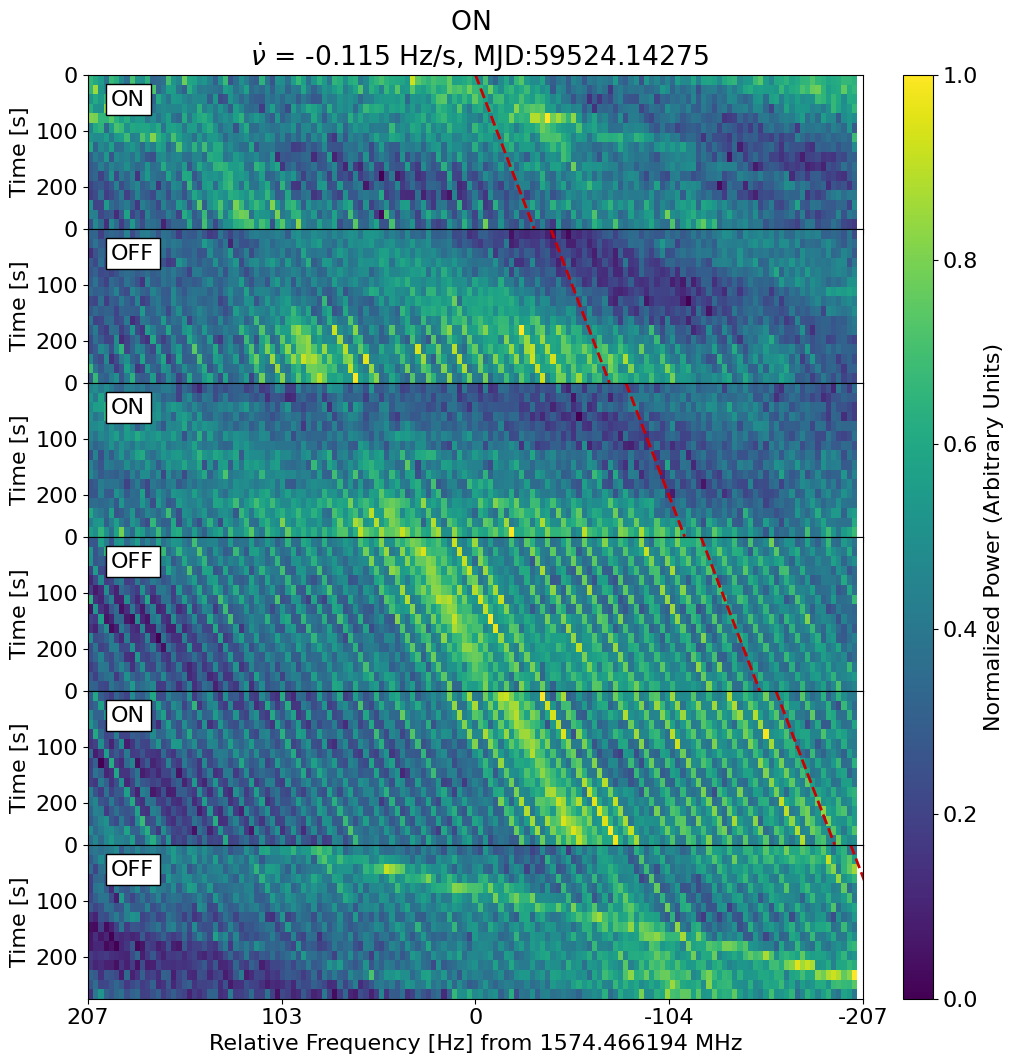 ON
ν̇ = -0.115 Hz/s, MJD:59524.14275
0
ON
100
Time [s]
200
0
OFF
100
Time [s]
200
0
ON
100
Time [s]
200
0
OFF
100
Time [s]
200
0
ON
100
Time [s]
200
0
OFF
100
Time [s]
200
207 103 0 -104 -207
Relative Frequency [Hz] from 1574.466194 MHz
1.0
0.8
0.6
0.4
0.2
0.0
Normalized Power (Arbitrary Units)